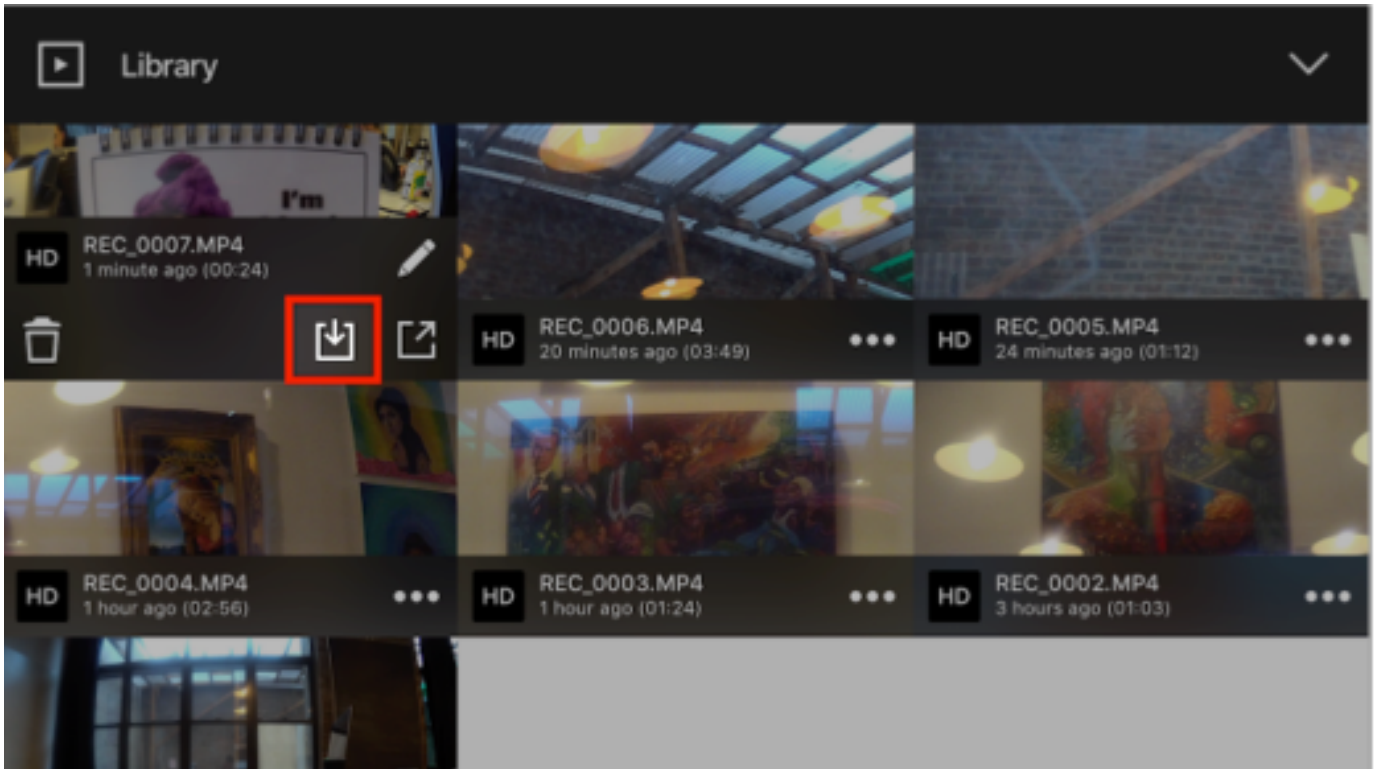 Library
I'm
HD
REC_0007.MP4
1 minute ago (00:24)
HD
REC_0006.MP4
20 minutes ago (03:49)
HD
REC_0005.MP4
24 minutes ago (01:12)
HD
REC_0004.MP4
1 hour ago (02:56)
HD
REC_0003.MP4
1 hour ago (01:24)
HD
REC_0002.MP4
3 hours ago (01:03)